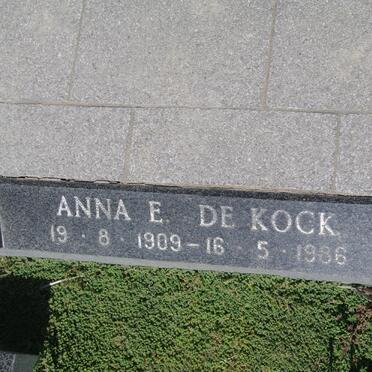 ANNA E. DE KOCK
19 · 8 · 1909 – 16 · 5 · 1986